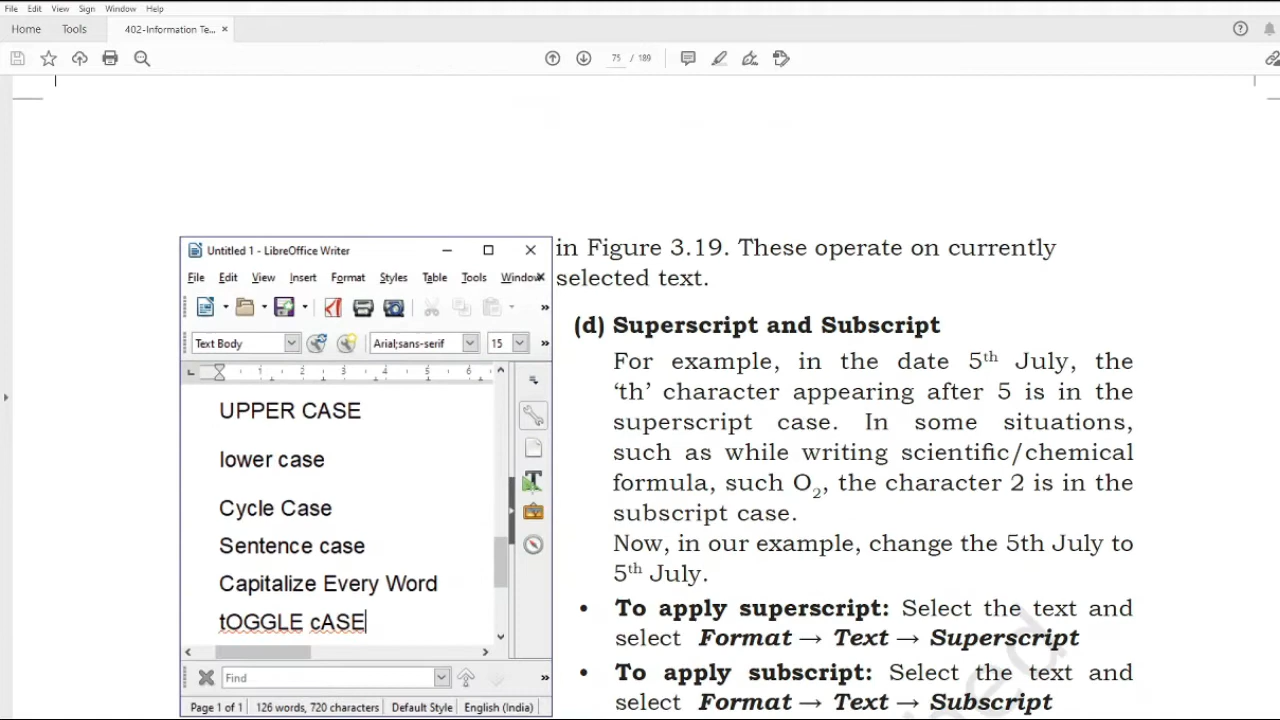 File Edit View Sign Window Help
Home Tools 402-Information Te... ×
75 / 189
in Figure 3.19. These operate on currently
selected text.
(d) Superscript and Subscript
For example, in the date 5th July, the
‘th’ character appearing after 5 is in the
superscript case. In some situations,
such as while writing scientific/chemical
formula, such O2, the character 2 is in the
subscript case.
Now, in our example, change the 5th July to
5th July.
• To apply superscript: Select the text and
select Format → Text → Superscript
• To apply subscript: Select the text and
select Format → Text → Subscript
Untitled 1 - LibreOffice Writer
File Edit View Insert Format Styles Table Tools Window
Text Body Arial;sans-serif 15
1 2 3 4 5 6
UPPER CASE
lower case
Cycle Case
Sentence case
Capitalize Every Word
tOGGLE cASE
Find
Page 1 of 1 126 words, 720 characters Default Style English (India)